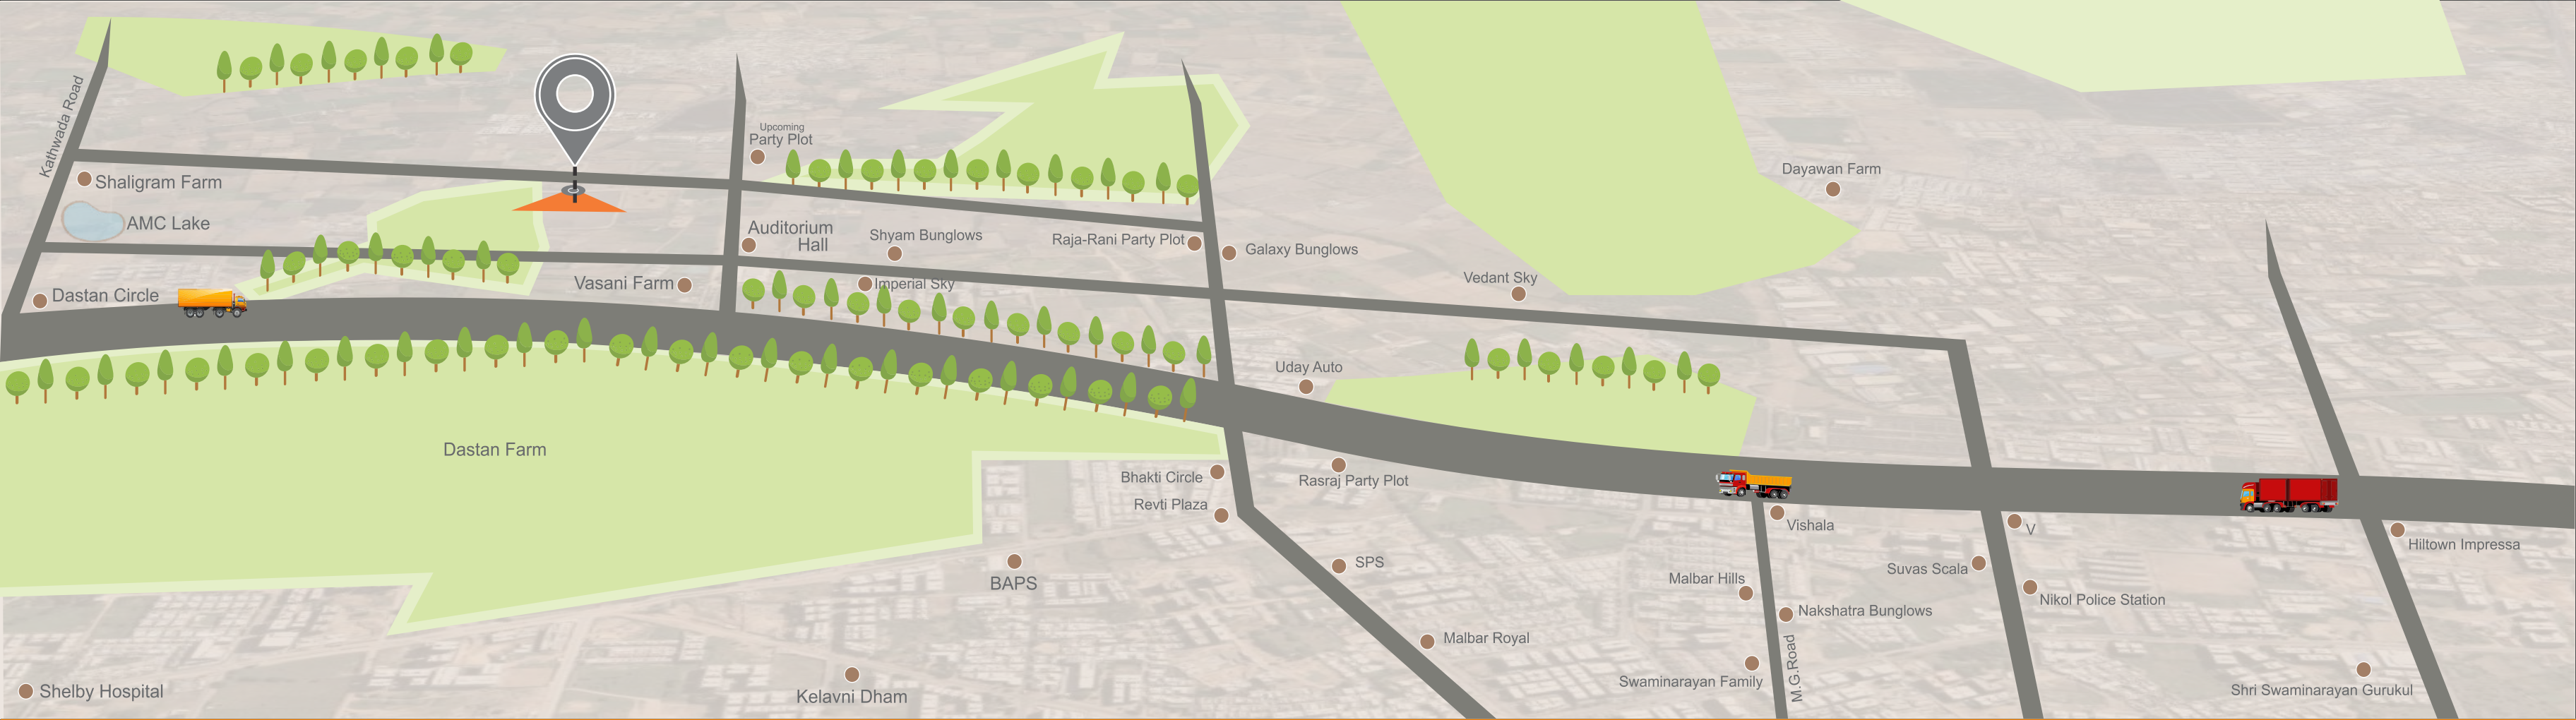 Kathwada Road
Upcoming
Party Plot
Shaligram Farm
AMC Lake
Dastan Circle
Auditorium
Hall
Shyam Bunglows
Raja-Rani Party Plot
Galaxy Bunglows
Vasani Farm
Imperial Sky
Vedant Sky
Dayawan Farm
Uday Auto
Dastan Farm
Bhakti Circle
Rasraj Party Plot
Revti Plaza
Vishala
V
Hiltown Impressa
BAPS
SPS
Malbar Hills
Suvas Scala
Nakshatra Bunglows
Nikol Police Station
Malbar Royal
M.G.Road
Swaminarayan Family
Shelby Hospital
Kelavni Dham
Shri Swaminarayan Gurukul